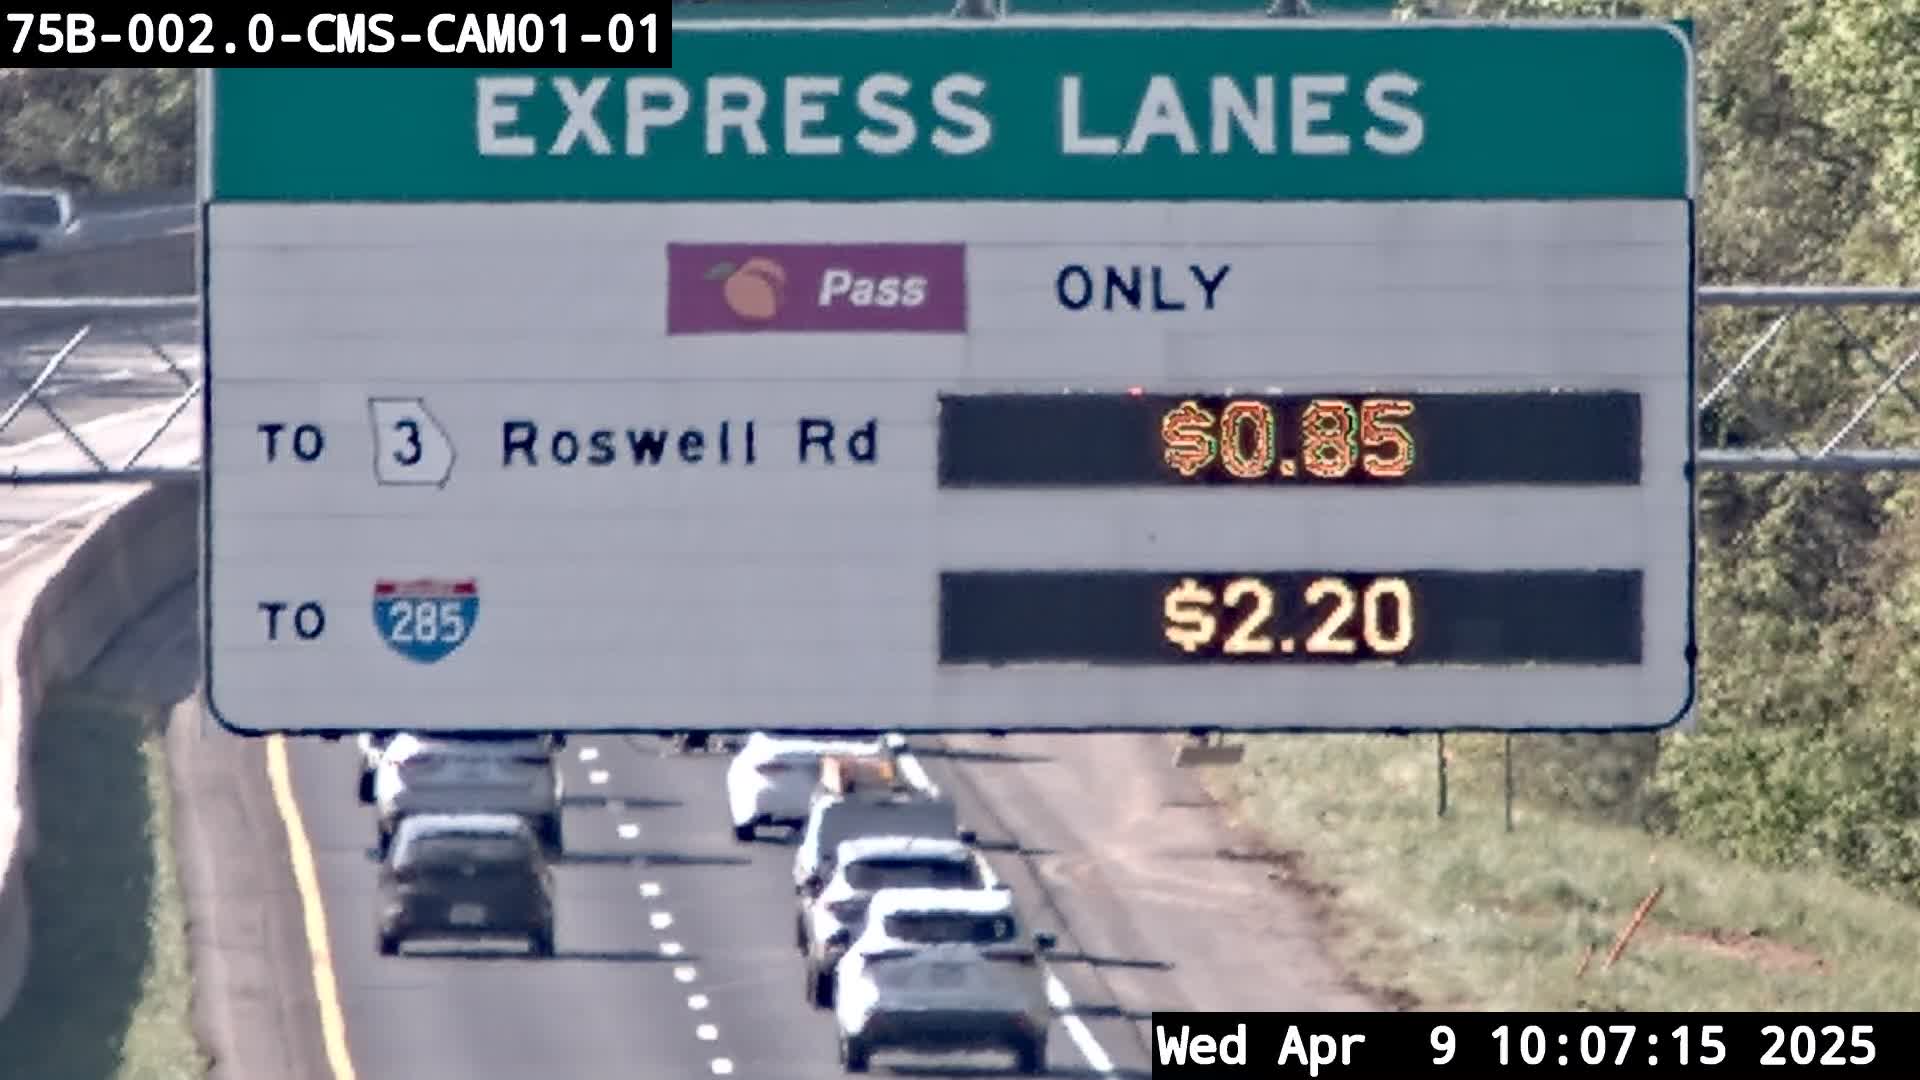 75B-002.0-CMS-CAM01-01
EXPRESS LANES
Pass ONLY
TO 3 Roswell Rd $0.85
TO 285 $2.20
Wed Apr 9 10:07:15 2025